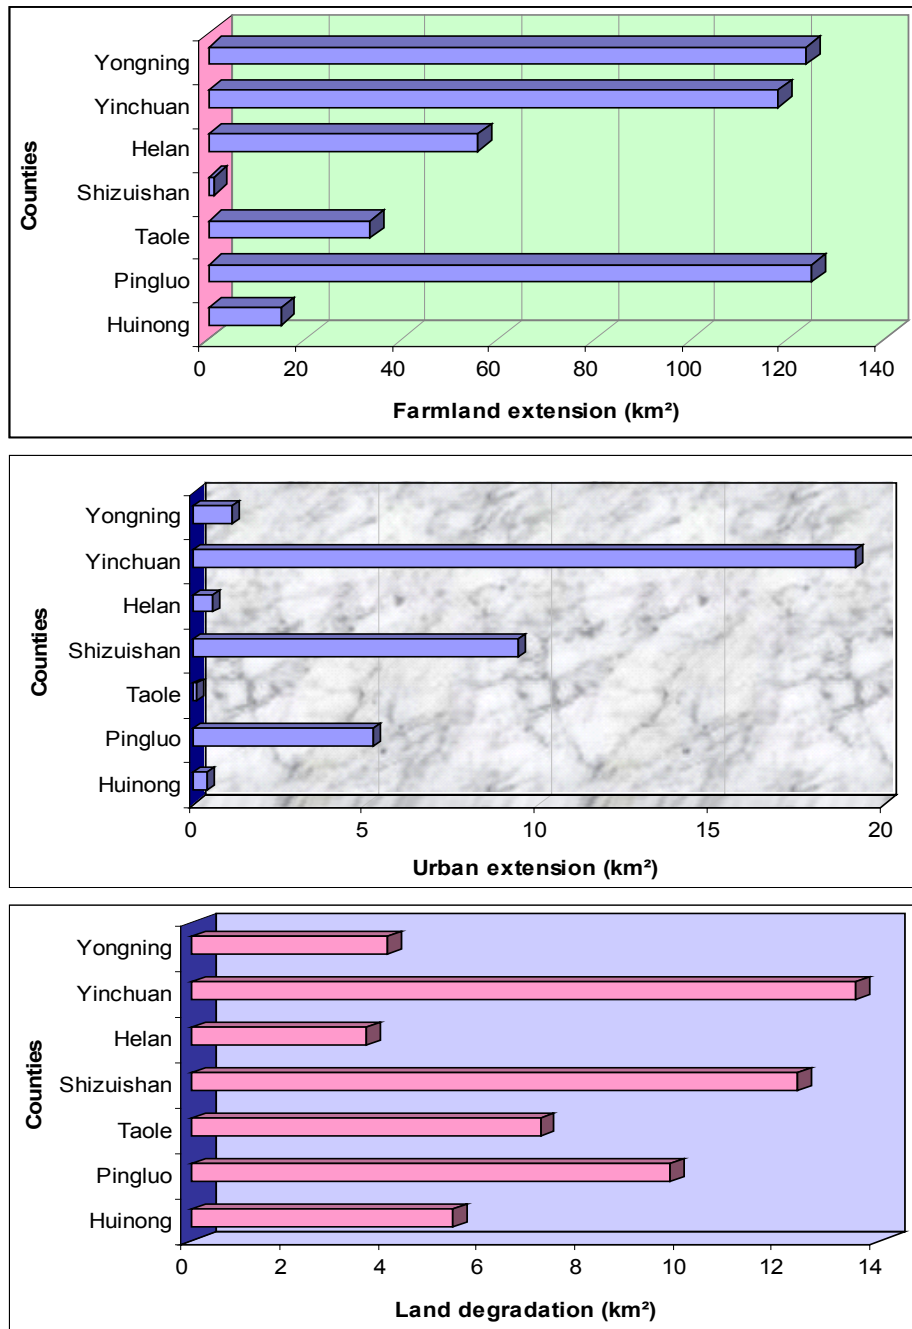 Counties
Yongning
Yinchuan
Helan
Shizuishan
Taole
Pingluo
Huinong
0 20 40 60 80 100 120 140
Farmland extension (km²)
Counties
Yongning
Yinchuan
Helan
Shizuishan
Taole
Pingluo
Huinong
0 5 10 15 20
Urban extension (km²)
Counties
Yongning
Yinchuan
Helan
Shizuishan
Taole
Pingluo
Huinong
0 2 4 6 8 10 12 14
Land degradation (km²)